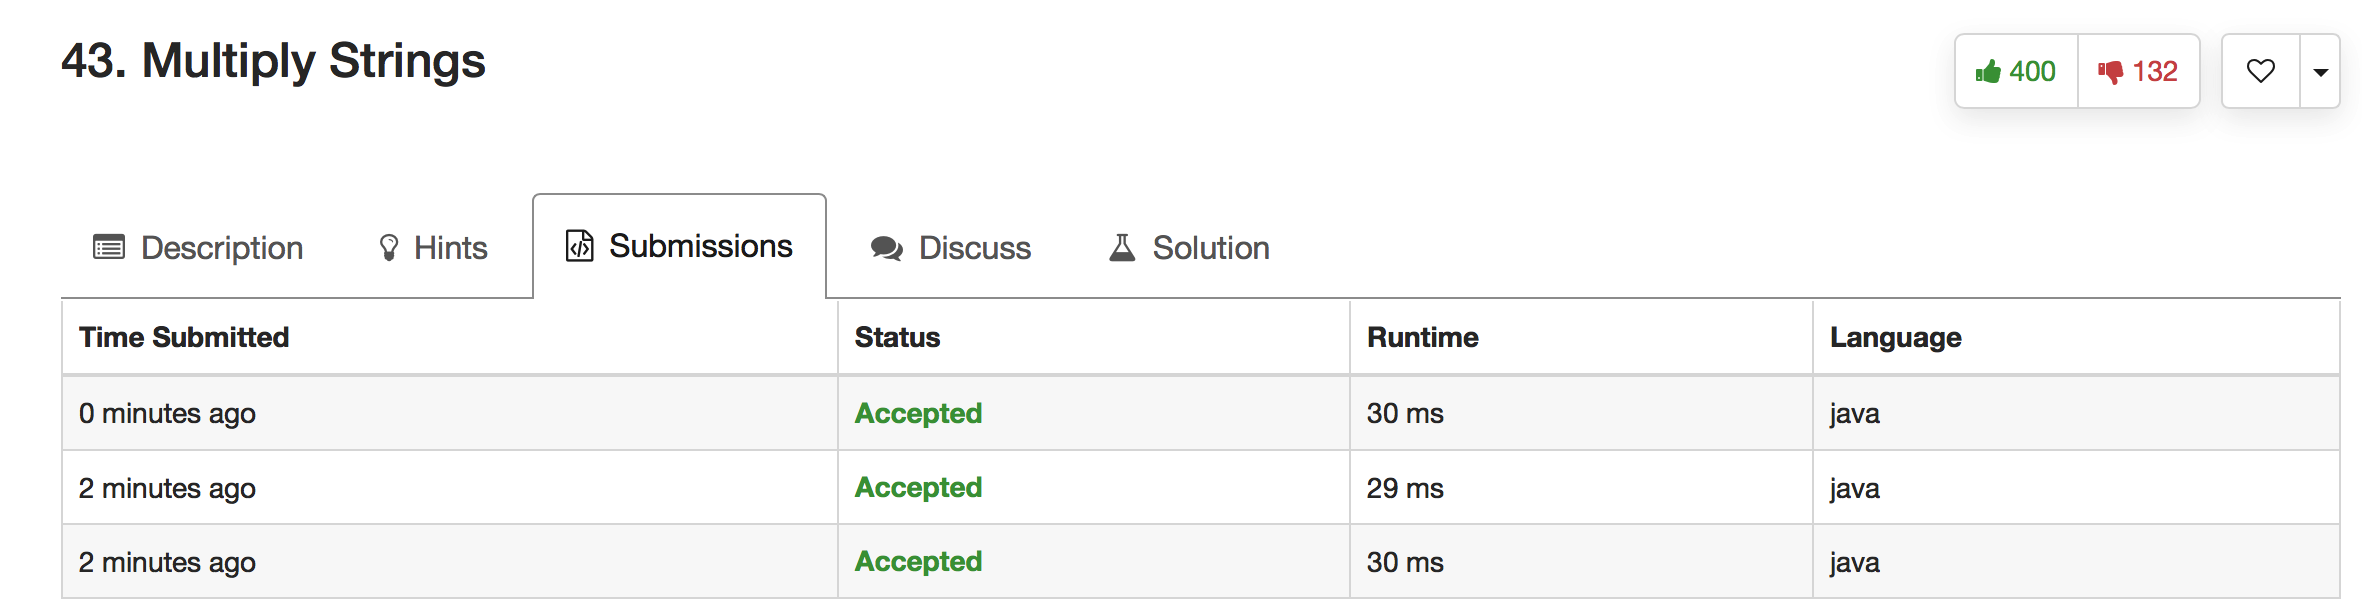 43. Multiply Strings
400 132
Description Hints Submissions Discuss Solution
Time Submitted Status Runtime Language
0 minutes ago Accepted 30 ms java
2 minutes ago Accepted 29 ms java
2 minutes ago Accepted 30 ms java